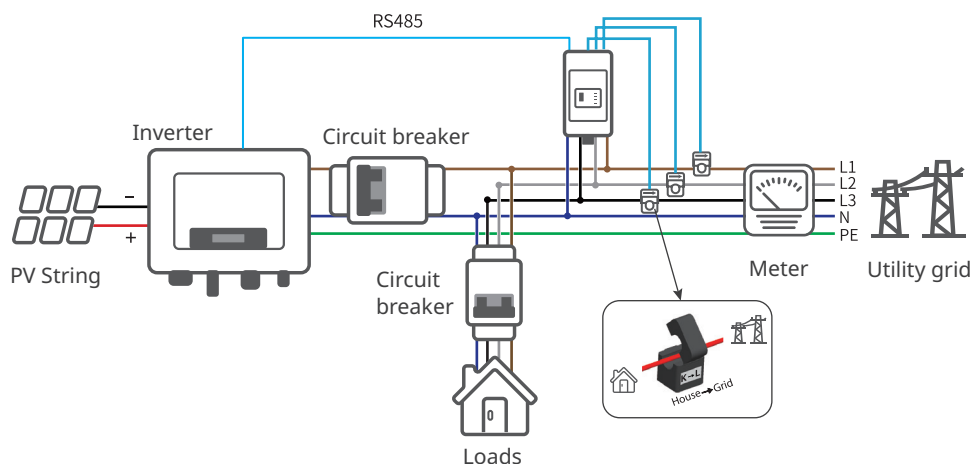 RS485
Inverter
Circuit breaker
L1
L2
L3
N
PE
−
+
PV String
Circuit
breaker
Meter
Utility grid
K→L
House→Grid
Loads